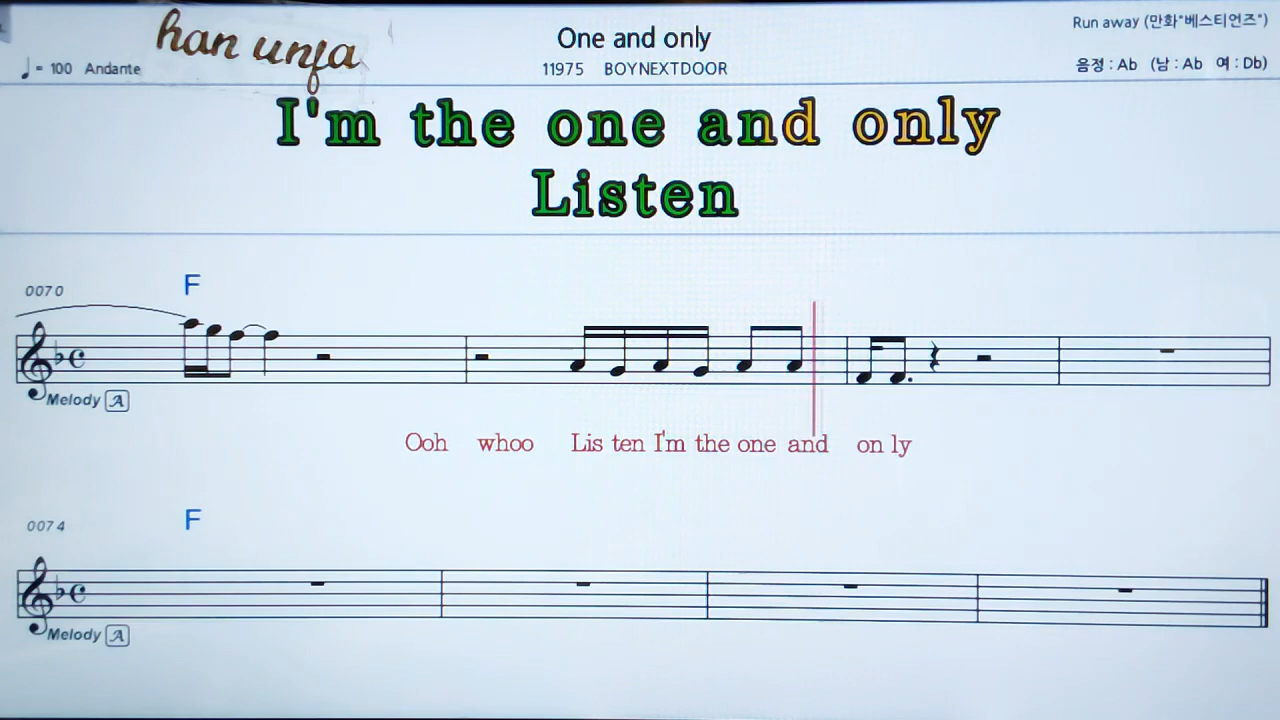 han unja
One and only
Run away (만화"베스티언즈")
= 100 Andante
11975 BOYNEXTDOOR
음정 : Ab (남 : Ab 여 : Db)
I'm the one and only
Listen
0070 F
Melody A
Ooh whoo Lis ten I'm the one and on ly
0074 F
Melody A